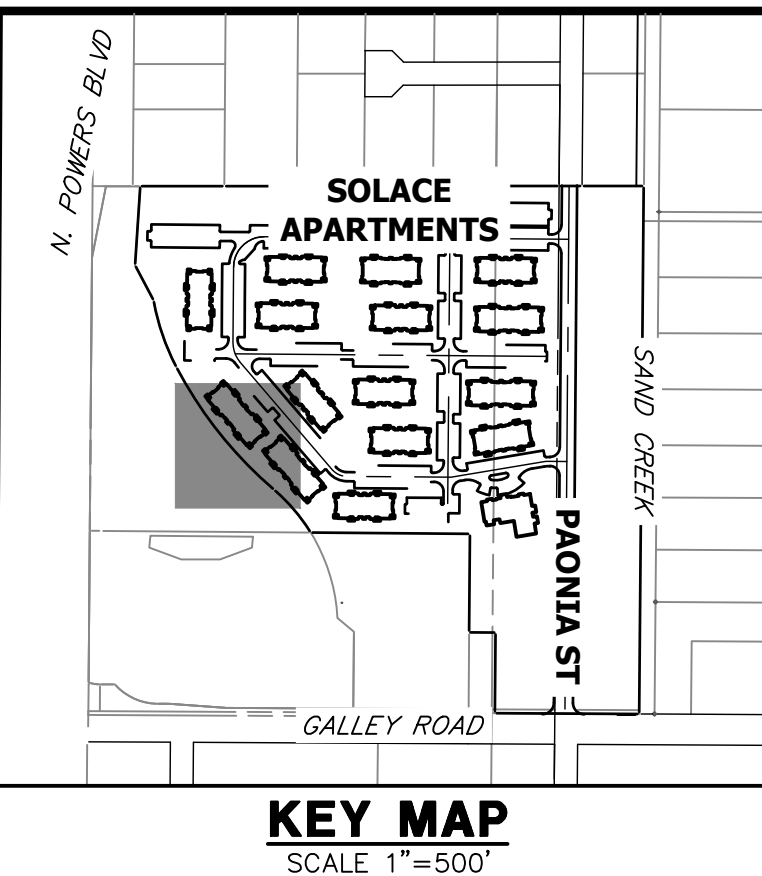 N. POWERS BLVD
SOLACE
APARTMENTS
SAND CREEK
PAONIA ST
GALLEY ROAD
KEY MAP
SCALE 1"=500'